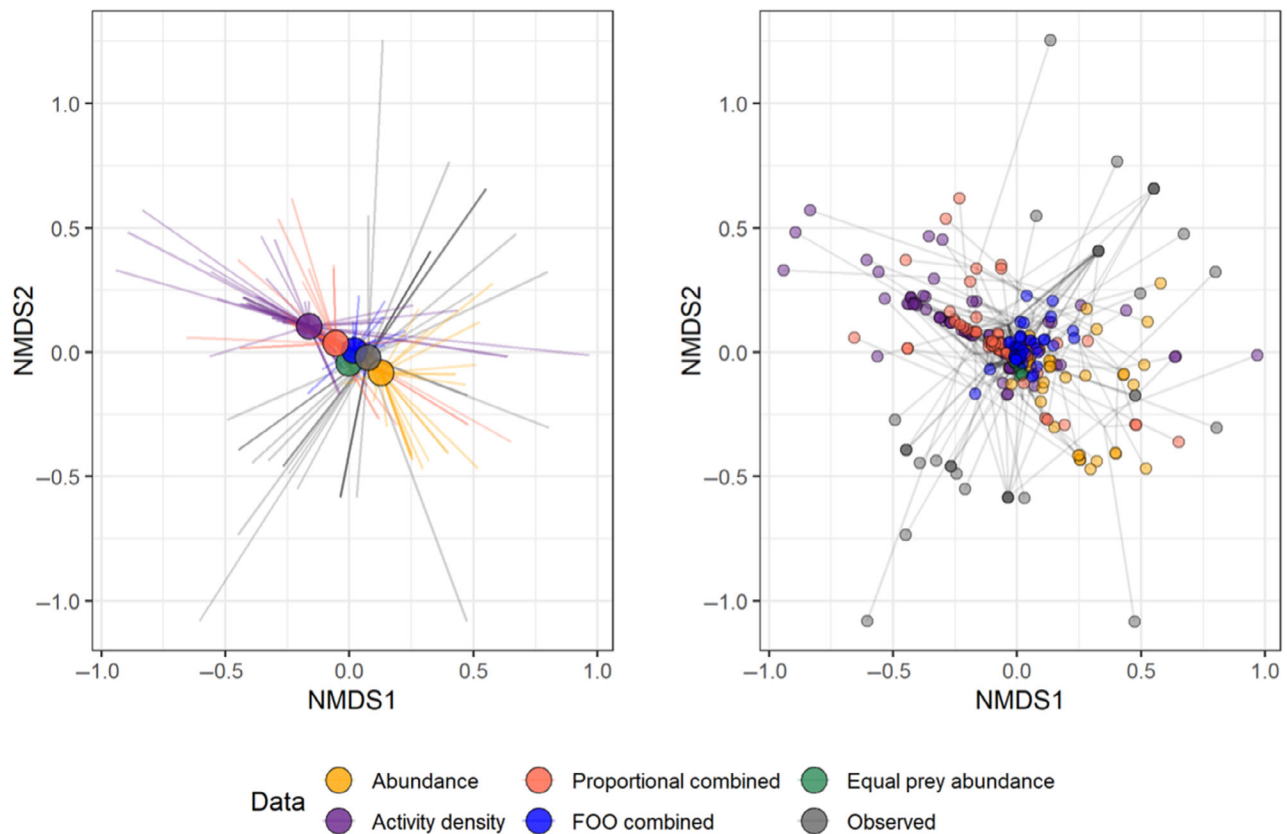 1.0
0.5
0.0
−0.5
−1.0
NMDS2
−1.0 −0.5 0.0 0.5 1.0
NMDS1
1.0
0.5
0.0
−0.5
−1.0
NMDS2
−1.0 −0.5 0.0 0.5 1.0
NMDS1
Data
Abundance Proportional combined Equal prey abundance
Activity density FOO combined Observed